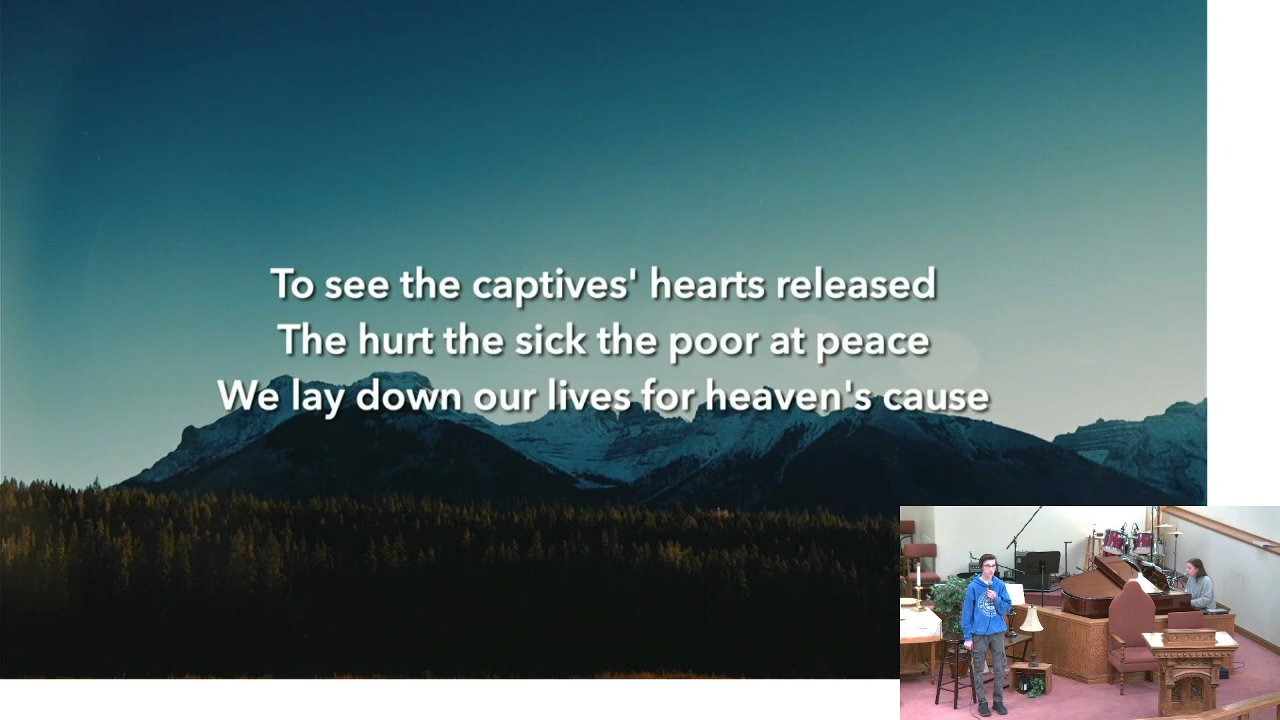 To see the captives' hearts released
The hurt the sick the poor at peace
We lay down our lives for heaven's cause